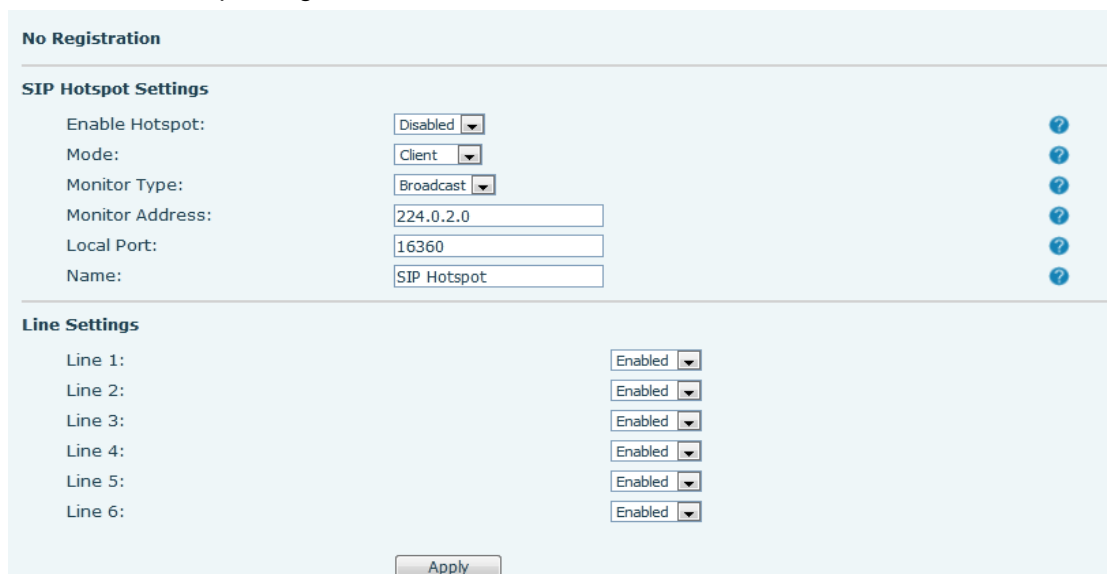 No Registration
SIP Hotspot Settings
Enable Hotspot: Disabled
Mode: Client
Monitor Type: Broadcast
Monitor Address: 224.0.2.0
Local Port: 16360
Name: SIP Hotspot
Line Settings
Line 1: Enabled
Line 2: Enabled
Line 3: Enabled
Line 4: Enabled
Line 5: Enabled
Line 6: Enabled
Apply